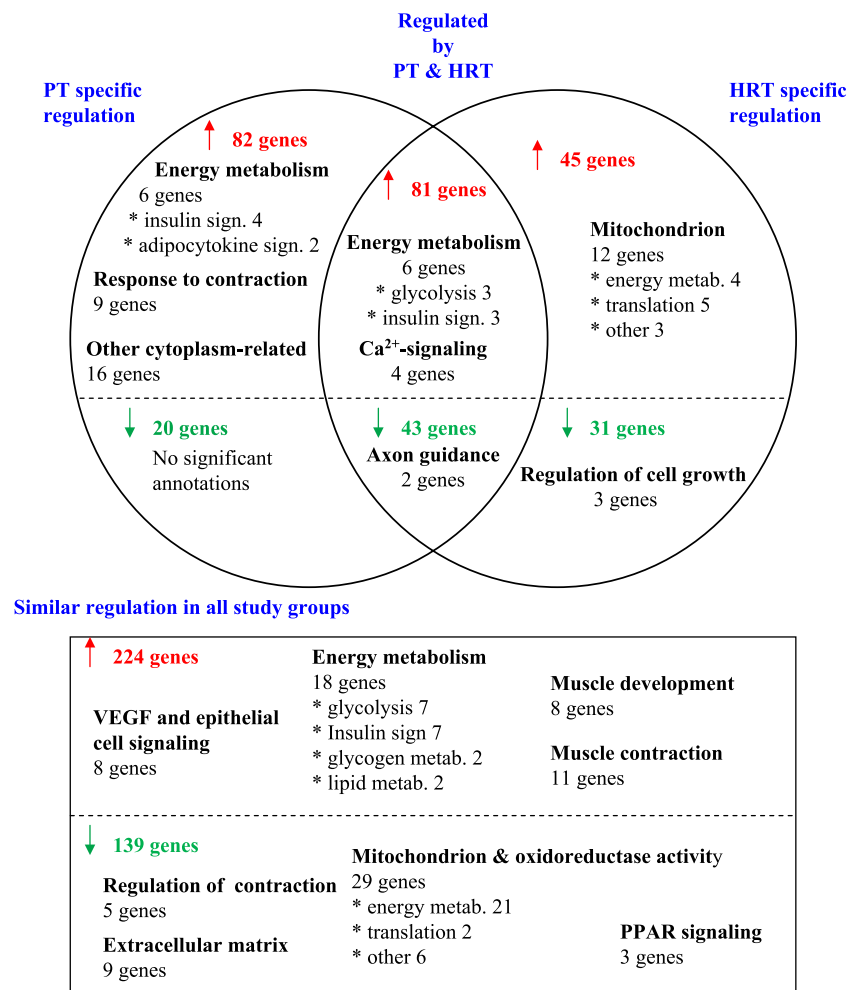 Regulated
by
PT & HRT
PT specific
regulation
HRT specific
regulation
82 genes
Energy metabolism
6 genes
* insulin sign. 4
* adipocytokine sign. 2
Response to contraction
9 genes
Other cytoplasm-related
16 genes
81 genes
Energy metabolism
6 genes
* glycolysis 3
* insulin sign. 3
Ca²⁺-signaling
4 genes
45 genes
Mitochondrion
12 genes
* energy metab. 4
* translation 5
* other 3
20 genes
No significant
annotations
43 genes
Axon guidance
2 genes
31 genes
Regulation of cell growth
3 genes
Similar regulation in all study groups
224 genes
VEGF and epithelial
cell signaling
8 genes
Energy metabolism
18 genes
* glycolysis 7
* Insulin sign 7
* glycogen metab. 2
* lipid metab. 2
Muscle development
8 genes
Muscle contraction
11 genes
139 genes
Regulation of contraction
5 genes
Extracellular matrix
9 genes
Mitochondrion & oxidoreductase activity
29 genes
* energy metab. 21
* translation 2
* other 6
PPAR signaling
3 genes